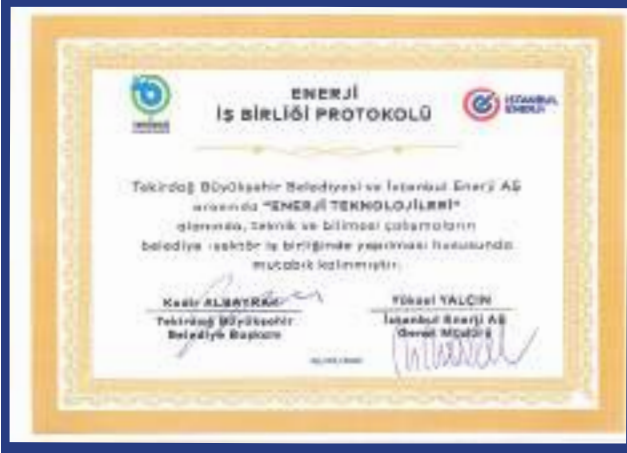 ENERJİ
İŞ BİRLİĞİ PROTOKOLÜ
İSTANBUL
ENERJİ
Tekirdağ Büyükşehir Belediyesi ve İstanbul Enerji AŞ
arasında "ENERJİ TEKNOLOJİLERİ"
alanında, teknik ve bilimsel çalışmaların
belediye -sektör iş birliğinde yapılması hususunda
mutabık kalınmıştır.
Kadir ALBAYRAK
Tekirdağ Büyükşehir
Belediye Başkanı
Yüksel YALÇIN
İstanbul Enerji AŞ
Genel Müdürü